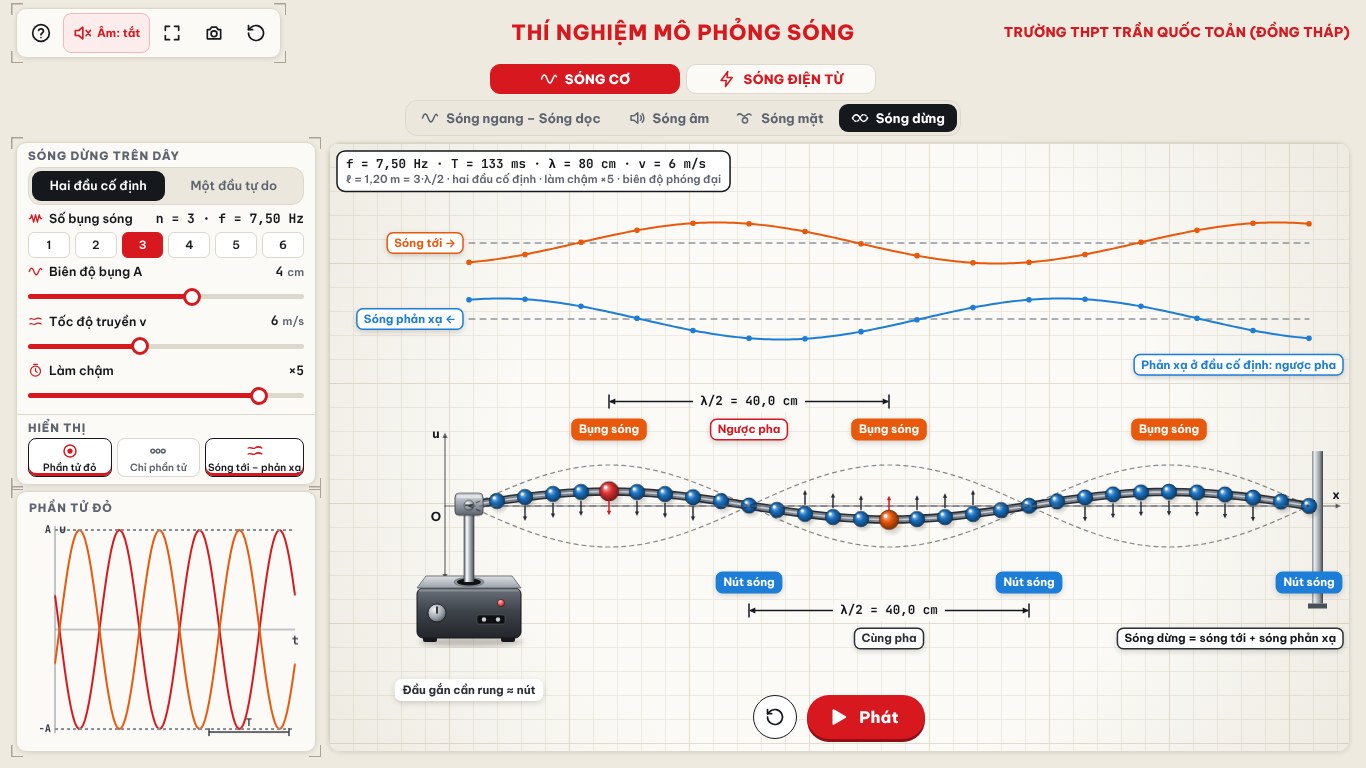 Âm: tắt
THÍ NGHIỆM MÔ PHỎNG SÓNG
TRƯỜNG THPT TRẦN QUỐC TOẢN (ĐỒNG THÁP)
SÓNG CƠ
SÓNG ĐIỆN TỪ
Sóng ngang – Sóng dọc
Sóng âm
Sóng mặt
Sóng dừng
SÓNG DỪNG TRÊN DÂY
Hai đầu cố định
Một đầu tự do
Số bụng sóng n = 3 · f = 7,50 Hz
1 2 3 4 5 6
Biên độ bụng A 4 cm
Tốc độ truyền v 6 m/s
Làm chậm ×5
HIỂN THỊ
Phần tử đỏ
Chỉ phần tử
Sóng tới – phản xạ
PHẦN TỬ ĐỎ
A u
t
-A
T
f = 7,50 Hz · T = 133 ms · λ = 80 cm · v = 6 m/s
ℓ = 1,20 m = 3·λ/2 · hai đầu cố định · làm chậm ×5 · biên độ phóng đại
Sóng tới →
Sóng phản xạ ←
Phản xạ ở đầu cố định: ngược pha
λ/2 = 40,0 cm
Bụng sóng
Ngược pha
Bụng sóng
Bụng sóng
u
x
O
Nút sóng
Nút sóng
Nút sóng
λ/2 = 40,0 cm
Cùng pha
Sóng dừng = sóng tới + sóng phản xạ
Đầu gắn cần rung ≈ nút
Phát